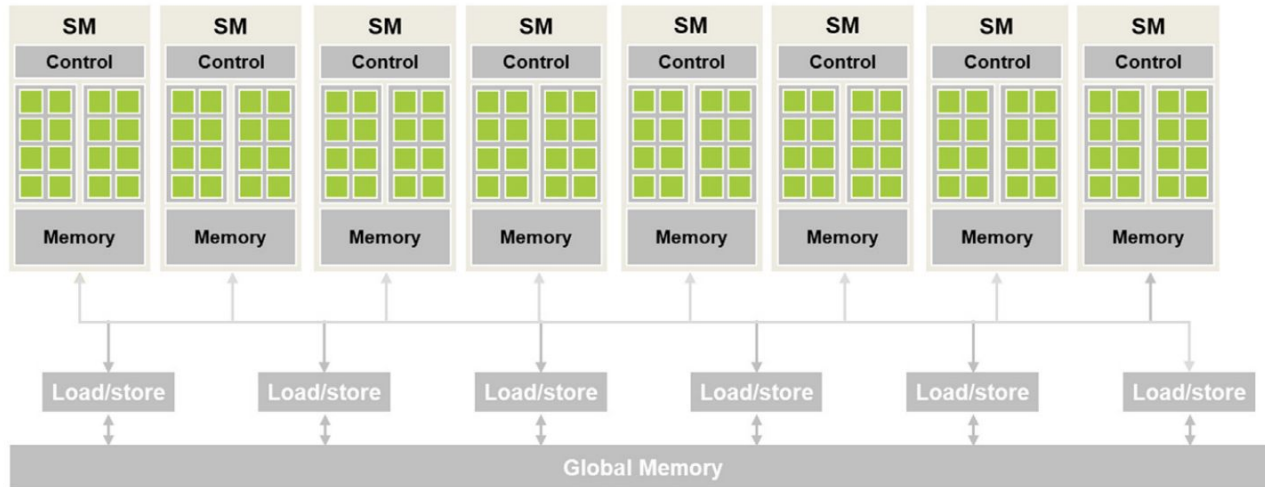 SM SM SM SM SM SM SM SM
Control Control Control Control Control Control Control Control
Memory Memory Memory Memory Memory Memory Memory Memory
Load/store Load/store Load/store Load/store Load/store Load/store
Global Memory